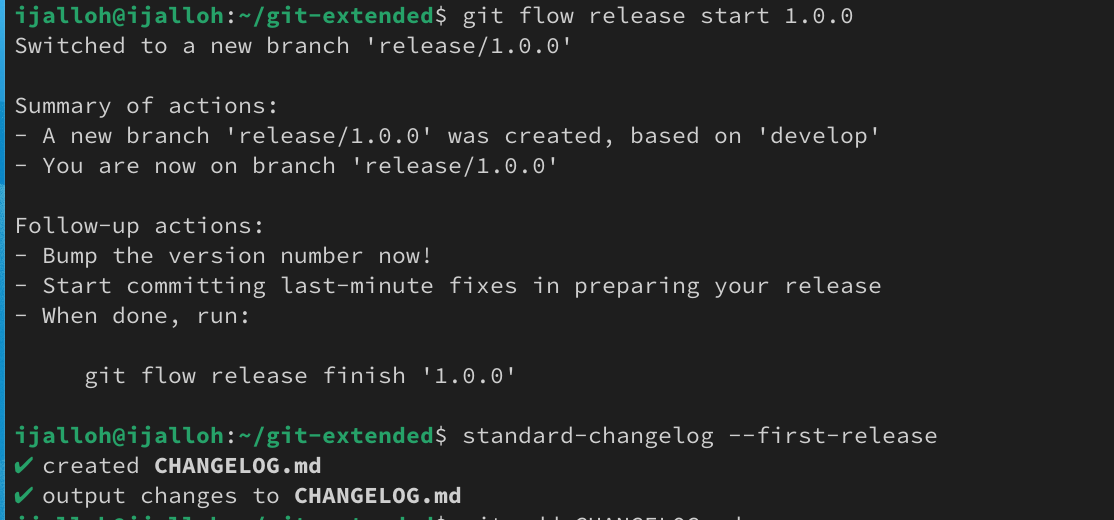 ijalloh@ijalloh:~/git-extended$ git flow release start 1.0.0
Switched to a new branch 'release/1.0.0'

Summary of actions:
- A new branch 'release/1.0.0' was created, based on 'develop'
- You are now on branch 'release/1.0.0'

Follow-up actions:
- Bump the version number now!
- Start committing last-minute fixes in preparing your release
- When done, run:

     git flow release finish '1.0.0'

ijalloh@ijalloh:~/git-extended$ standard-changelog --first-release
✔ created CHANGELOG.md
✔ output changes to CHANGELOG.md